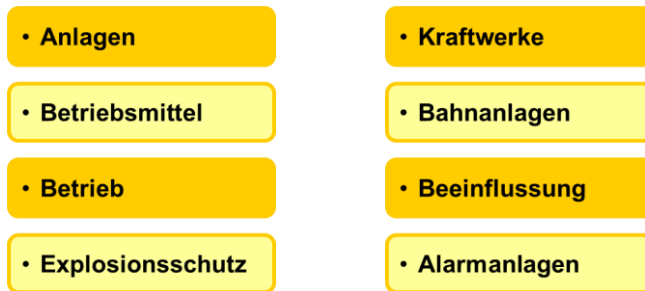 • Anlagen
• Betriebsmittel
• Betrieb
• Explosionsschutz
• Kraftwerke
• Bahnanlagen
• Beeinflussung
• Alarmanlagen